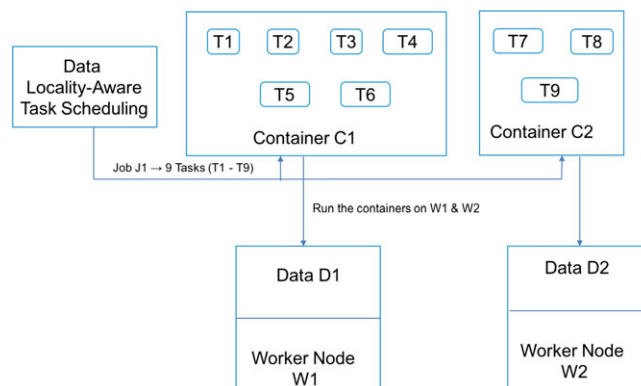 Data
Locality-Aware
Task Scheduling
T1 T2 T3 T4
T5 T6
Container C1
T7 T8
T9
Container C2
Job J1 → 9 Tasks (T1 - T9)
Run the containers on W1 & W2
Data D1
Worker Node
W1
Data D2
Worker Node
W2